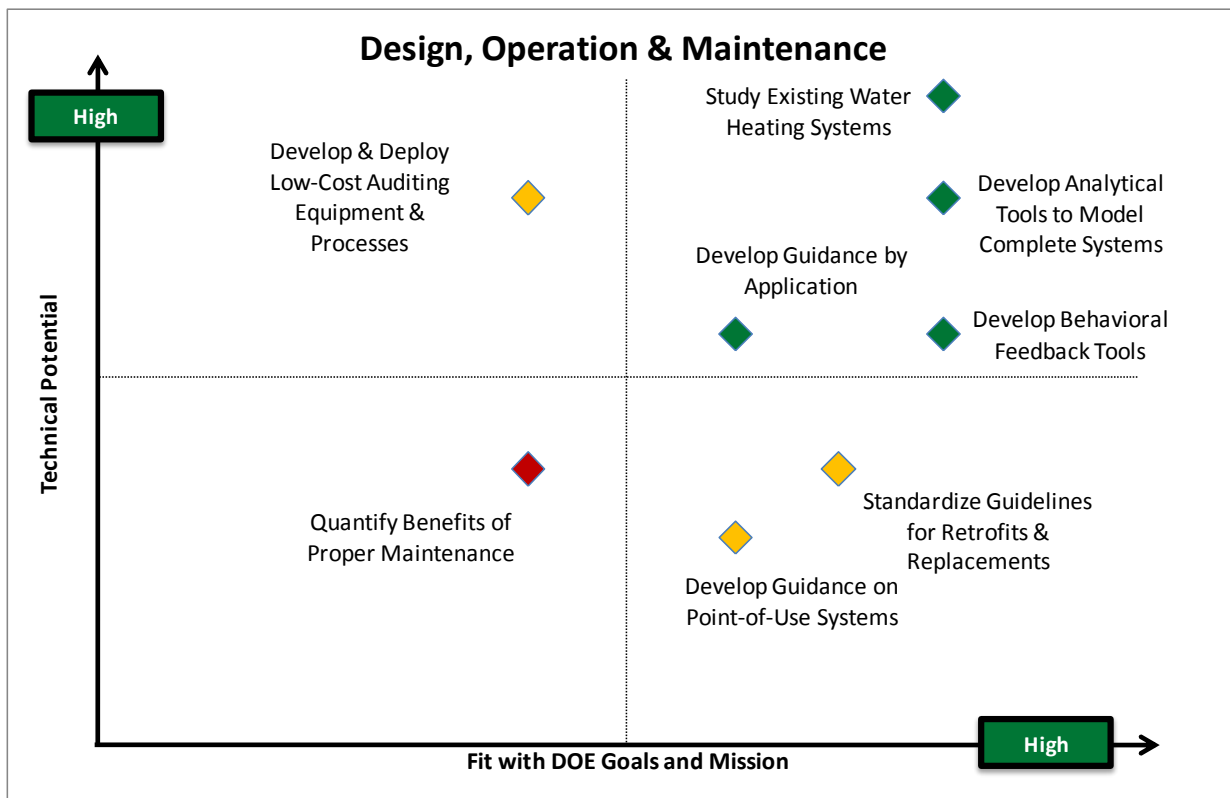 Design, Operation & Maintenance
High
Study Existing Water
Heating Systems
Develop & Deploy
Low-Cost Auditing
Equipment &
Processes
Develop Analytical
Tools to Model
Complete Systems
Develop Guidance by
Application
Develop Behavioral
Feedback Tools
Technical Potential
Quantify Benefits of
Proper Maintenance
Standardize Guidelines
for Retrofits &
Replacements
Develop Guidance on
Point-of-Use Systems
High
Fit with DOE Goals and Mission